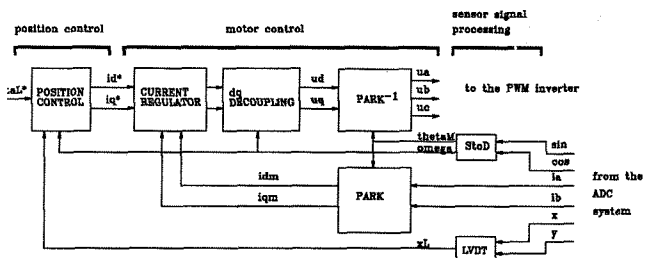 position control
motor control
sensor signal
processing
id*
iq*
POSITION
CONTROL
CURRENT
REGULATOR
dq
DECOUPLING
ud
uq
PARK-1
ua
ub
uc
to the PWM inverter
thetaM
omega
StoD
sin
cos
idm
iqm
PARK
ia
ib
from the
ADC
system
x
y
xL
LVDT